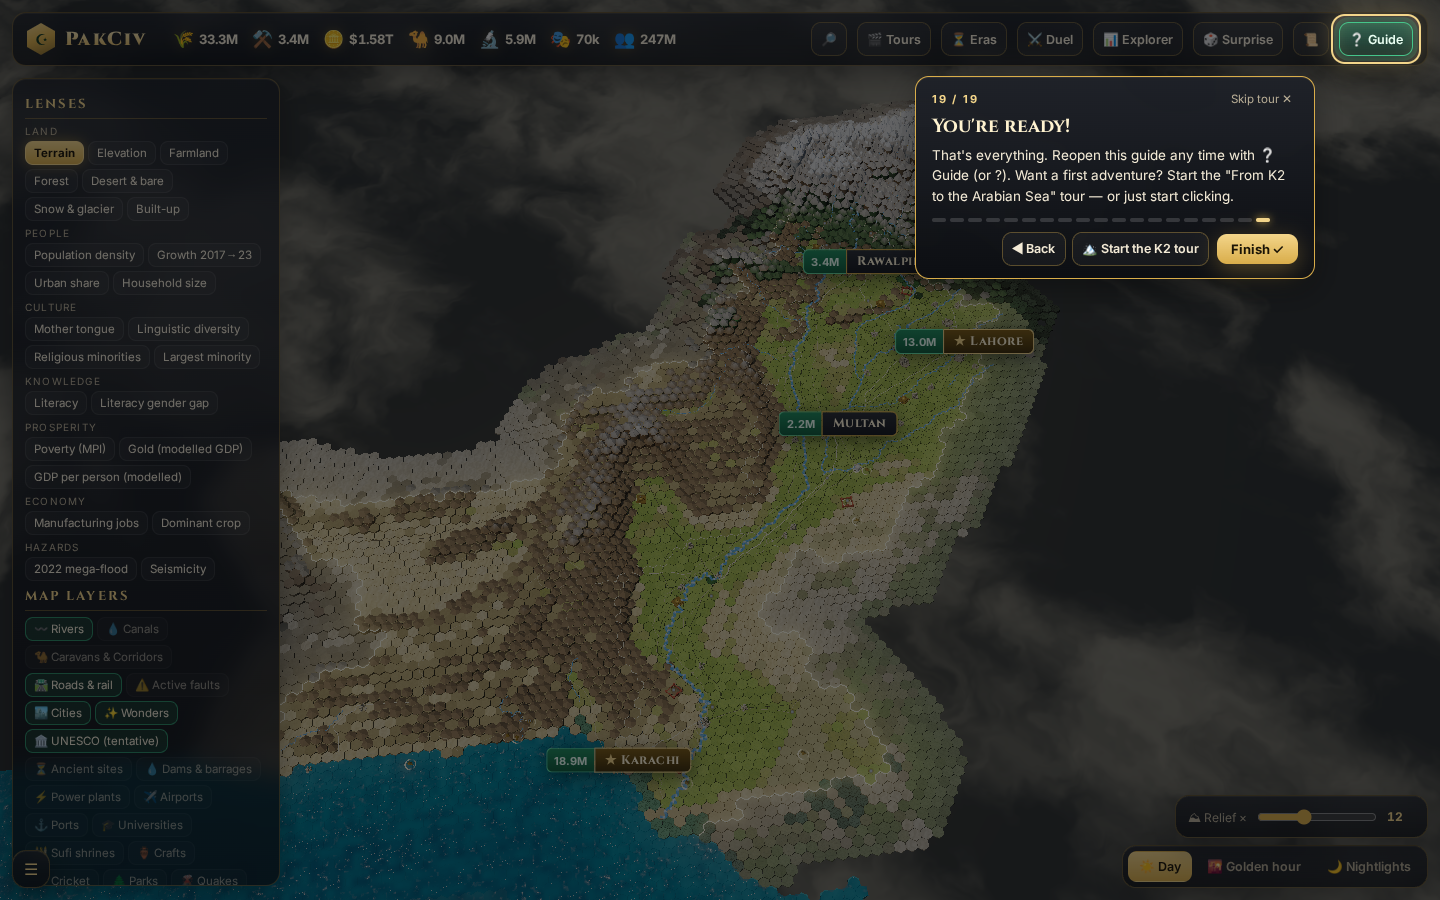 PakCiv
33.3M
3.4M
$1.58T
9.0M
5.9M
70k
247M
Tours
Eras
Duel
Explorer
Surprise
? Guide
LENSES
LAND
Terrain
Elevation
Farmland
Forest
Desert & bare
Snow & glacier
Built-up
PEOPLE
Population density
Growth 2017→23
Urban share
Household size
CULTURE
Mother tongue
Linguistic diversity
Religious minorities
Largest minority
KNOWLEDGE
Literacy
Literacy gender gap
PROSPERITY
Poverty (MPI)
Gold (modelled GDP)
GDP per person (modelled)
ECONOMY
Manufacturing jobs
Dominant crop
HAZARDS
2022 mega-flood
Seismicity
MAP LAYERS
Rivers
Canals
Caravans & Corridors
Roads & rail
Active faults
Cities
Wonders
UNESCO (tentative)
Ancient sites
Dams & barrages
Power plants
Airports
Ports
Universities
Sufi shrines
Crafts
Cricket
Parks
Quakes
19 / 19
Skip tour ✕
You're ready!
That's everything. Reopen this guide any time with ?
Guide (or ?). Want a first adventure? Start the "From K2
to the Arabian Sea" tour — or just start clicking.
◀ Back
Start the K2 tour
Finish ✓
3.4M
13.0M ★ Lahore
2.2M Multan
18.9M ★ Karachi
Relief ×
12
Day
Golden hour
Nightlights